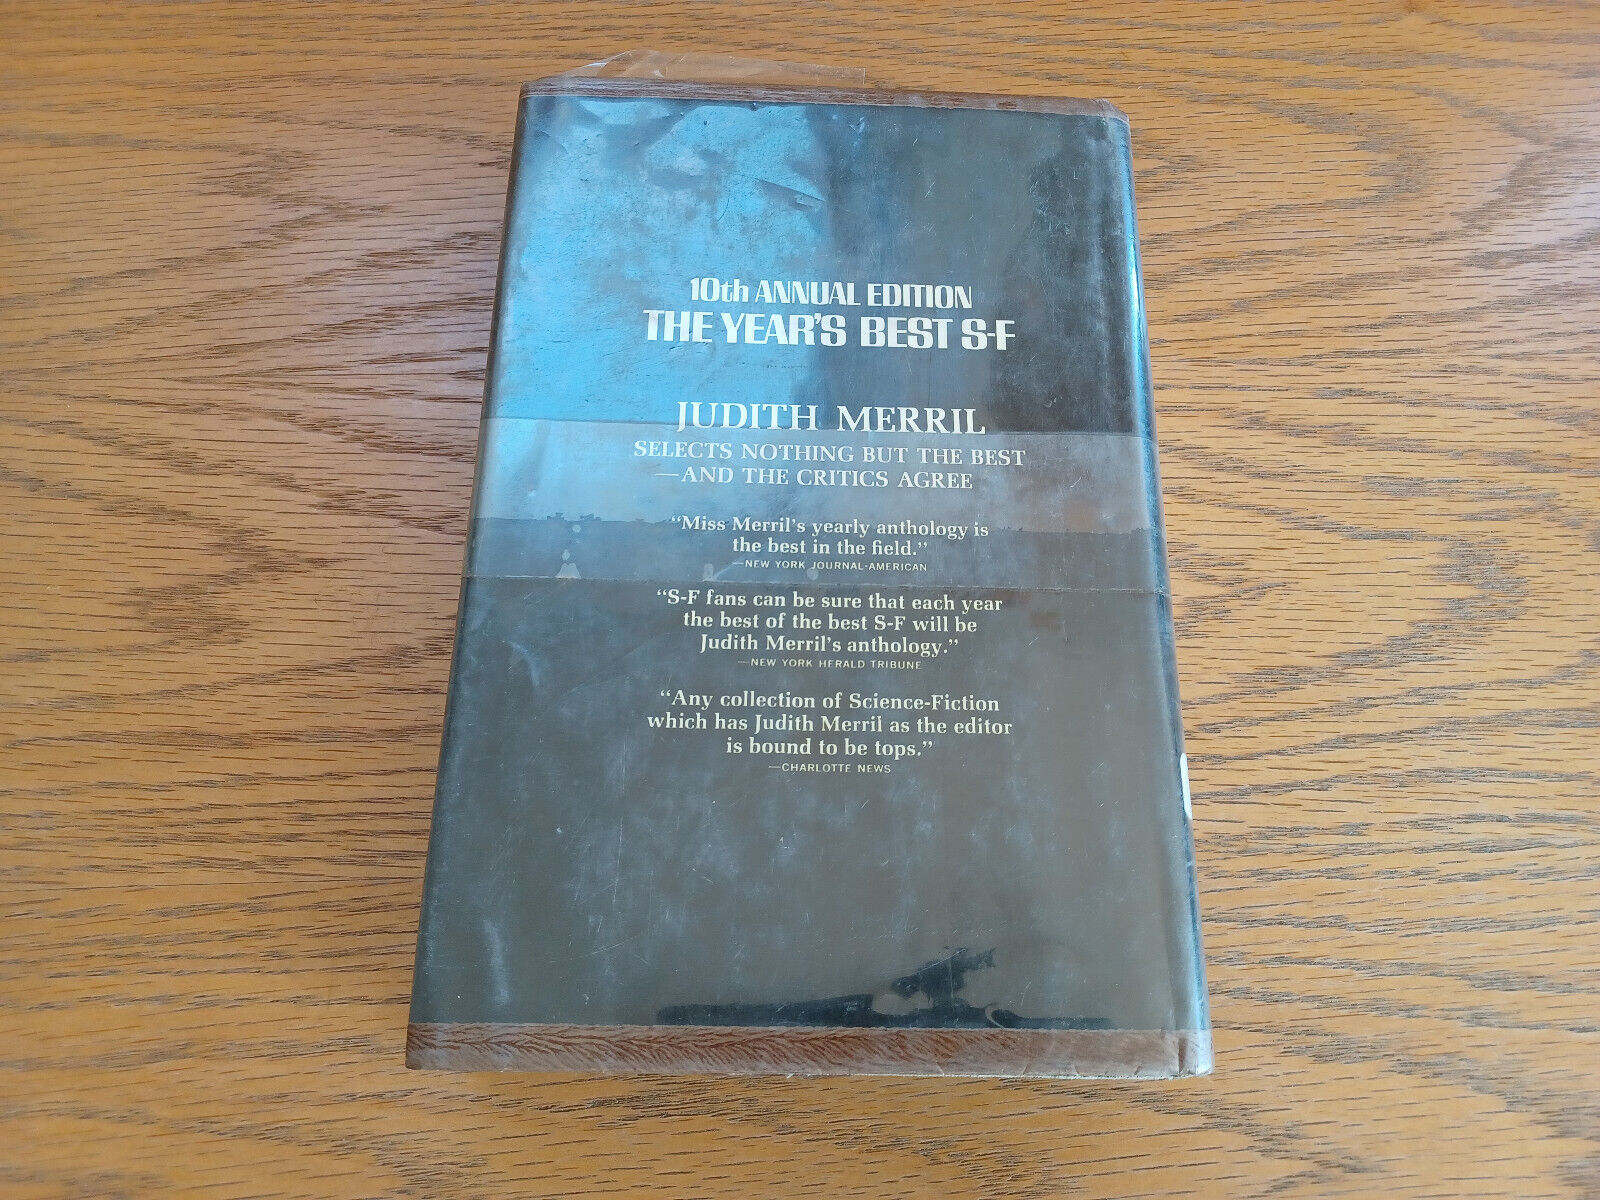 10th ANNUAL EDITION
THE YEAR'S BEST S-F
JUDITH MERRIL
SELECTS NOTHING BUT THE BEST
—AND THE CRITICS AGREE
“Miss Merril’s yearly anthology is
the best in the field.”
—NEW YORK JOURNAL-AMERICAN
“S-F fans can be sure that each year
the best of the best S-F will be
Judith Merril’s anthology.”
—NEW YORK HERALD TRIBUNE
“Any collection of Science-Fiction
which has Judith Merril as the editor
is bound to be tops.”
—CHARLOTTE NEWS